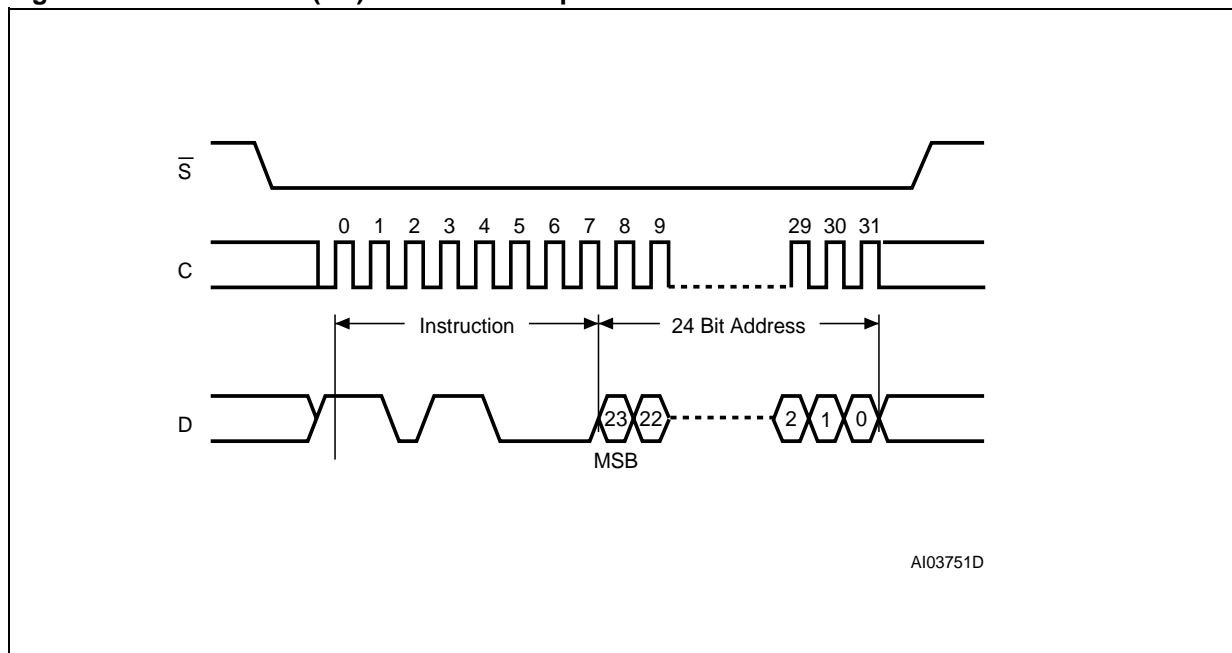 S̅
0 1 2 3 4 5 6 7 8 9 29 30 31
C
Instruction 24 Bit Address
D 23 22 2 1 0
MSB
AI03751D